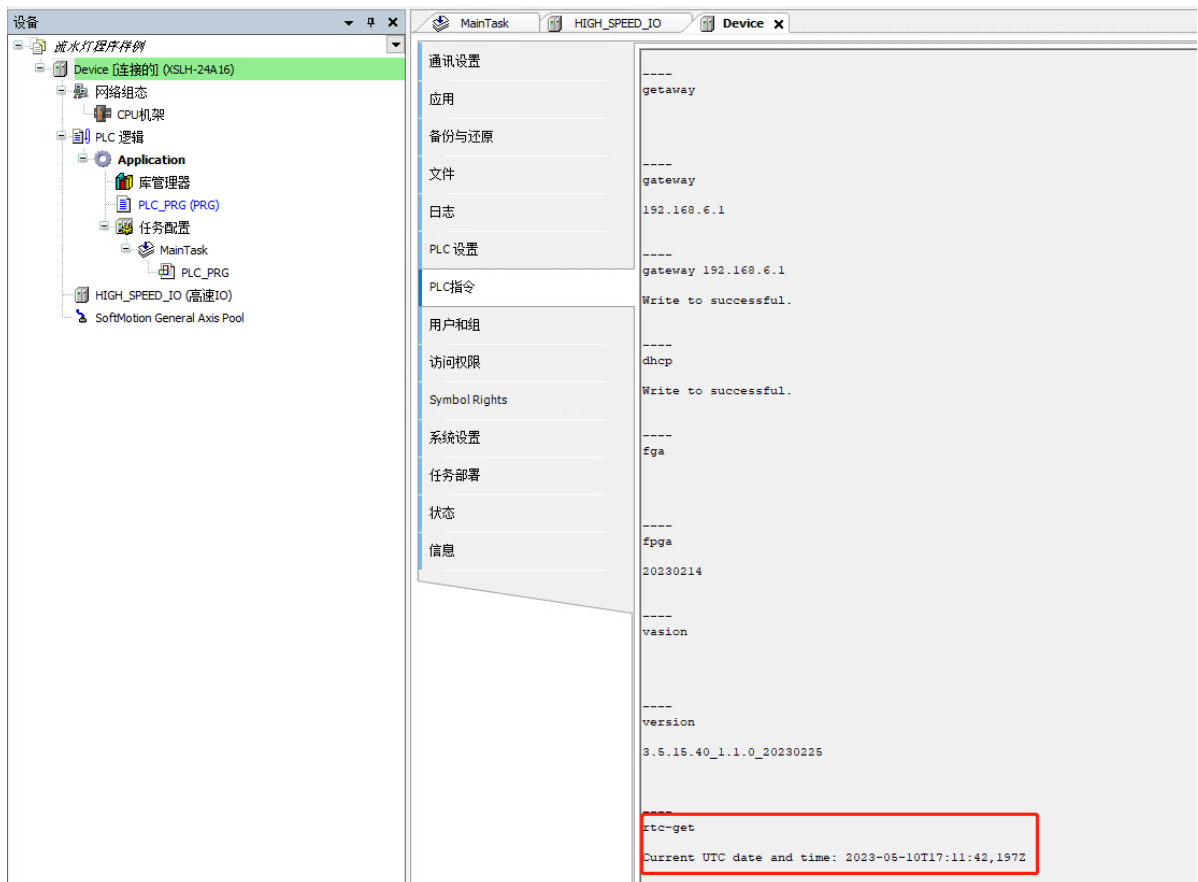 设备
流水灯程序样例
Device [连接的] (XSLH-24A16)
网络组态
CPU机架
PLC 逻辑
Application
库管理器
PLC_PRG (PRG)
任务配置
MainTask
PLC_PRG
HIGH_SPEED_IO (高速IO)
SoftMotion General Axis Pool
MainTask
HIGH_SPEED_IO
Device
通讯设置
应用
备份与还原
文件
日志
PLC 设置
PLC指令
用户和组
访问权限
Symbol Rights
系统设置
任务部署
状态
信息
----
getaway
----
gateway
192.168.6.1
----
gateway 192.168.6.1
Write to successful.
----
dhcp
Write to successful.
----
fga
----
fpga
20230214
----
vasion
----
version
3.5.15.40_1.1.0_20230225
----
rtc-get
Current UTC date and time: 2023-05-10T17:11:42,197Z